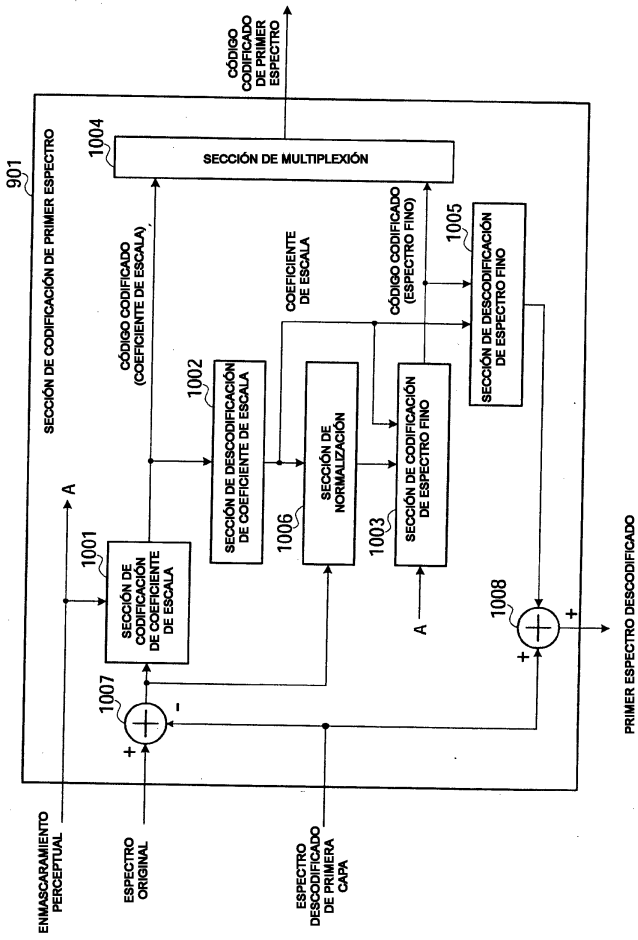 901
SECCIÓN DE CODIFICACIÓN DE PRIMER ESPECTRO
ENMASCARAMIENTO
PERCEPTUAL
A
ESPECTRO
ORIGINAL
+
-
1007
1001
SECCIÓN DE
CODIFICACIÓN
DE COEFICIENTE
DE ESCALA
CÓDIGO CODIFICADO
(COEFICIENTE DE ESCALA)
1004
SECCIÓN DE MULTIPLEXIÓN
CÓDIGO
CODIFICADO
DE PRIMER
ESPECTRO
1002
SECCIÓN DE DESCODIFICACIÓN
DE COEFICIENTE DE ESCALA
COEFICIENTE
DE ESCALA
1006
SECCIÓN DE
NORMALIZACIÓN
1003
SECCIÓN DE CODIFICACIÓN
DE ESPECTRO FINO
A
CÓDIGO CODIFICADO
(ESPECTRO FINO)
1005
SECCIÓN DE DESCODIFICACIÓN
DE ESPECTRO FINO
ESPECTRO
DESCODIFICADO
DE PRIMERA
CAPA
1008
+
+
PRIMER ESPECTRO DESCODIFICADO